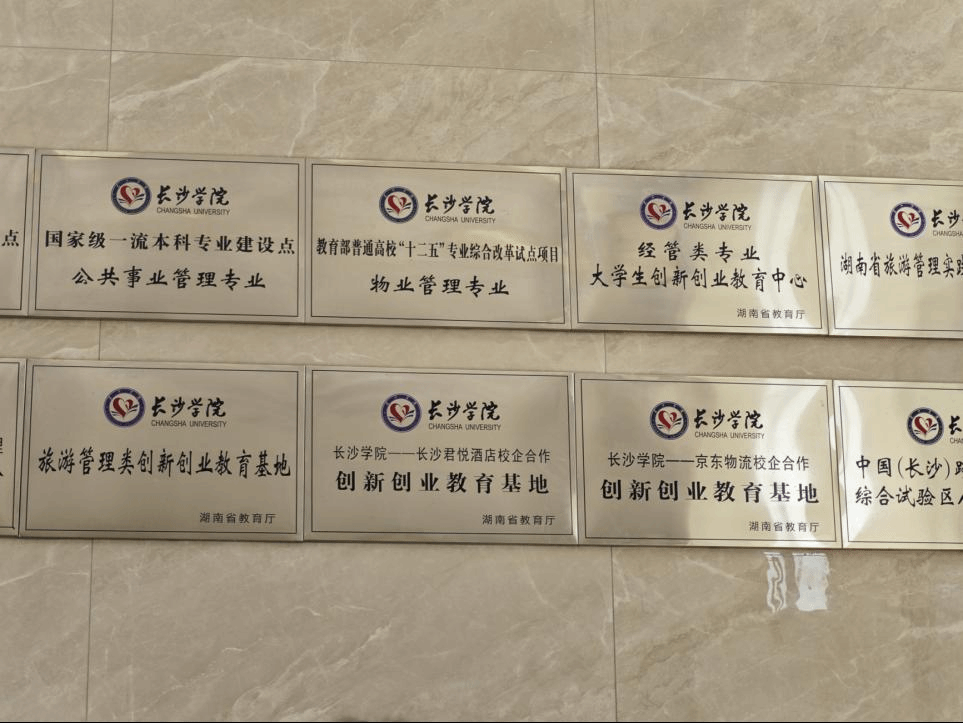 点
长沙学院
CHANGSHA UNIVERSITY
国家级一流本科专业建设点
公共事业管理专业
长沙学院
CHANGSHA UNIVERSITY
教育部普通高校“十二五”专业综合改革试点项目
物业管理专业
长沙学院
CHANGSHA UNIVERSITY
经管类专业
大学生创新创业教育中心
湖南省教育厅
长沙
CHANGSHA
湖南省旅游管理实践
长沙学院
CHANGSHA UNIVERSITY
旅游管理类创新创业教育基地
湖南省教育厅
长沙学院
CHANGSHA UNIVERSITY
长沙学院——长沙君悦酒店校企合作
创新创业教育基地
湖南省教育厅
长沙学院
CHANGSHA UNIVERSITY
长沙学院——京东物流校企合作
创新创业教育基地
湖南省教育厅
长
CHANG
中国(长沙)跨
综合试验区